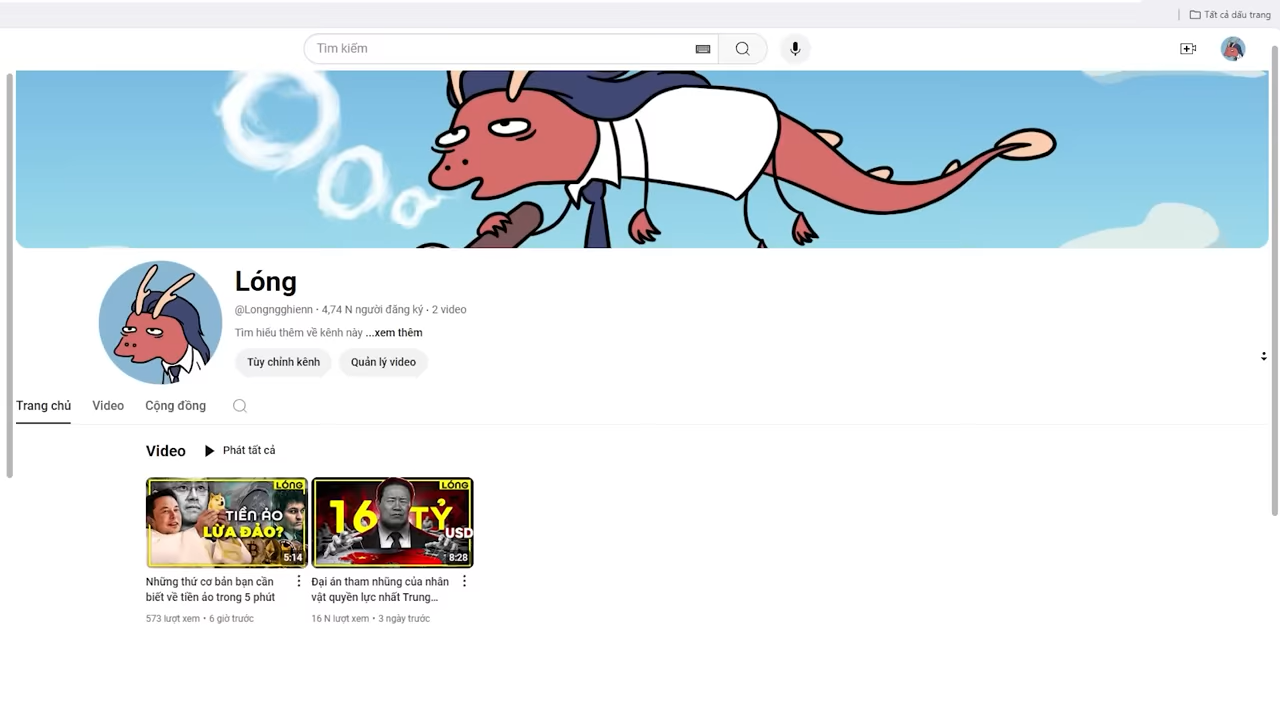 Tất cả dấu trang
Tìm kiếm
Lóng
@Longngghienn · 4,74 N người đăng ký · 2 video
Tìm hiểu thêm về kênh này ...xem thêm
Tùy chỉnh kênh
Quản lý video
Trang chủ
Video
Cộng đồng
Video
Phát tất cả
LÓNG
TIỀN ẢO
LỪA ĐẢO?
5:14
LÓNG
16 TỶ
USD
8:28
Những thứ cơ bản bạn cần
biết về tiền ảo trong 5 phút
573 lượt xem • 6 giờ trước
Đại án tham nhũng của nhân
vật quyền lực nhất Trung...
16 N lượt xem • 3 ngày trước